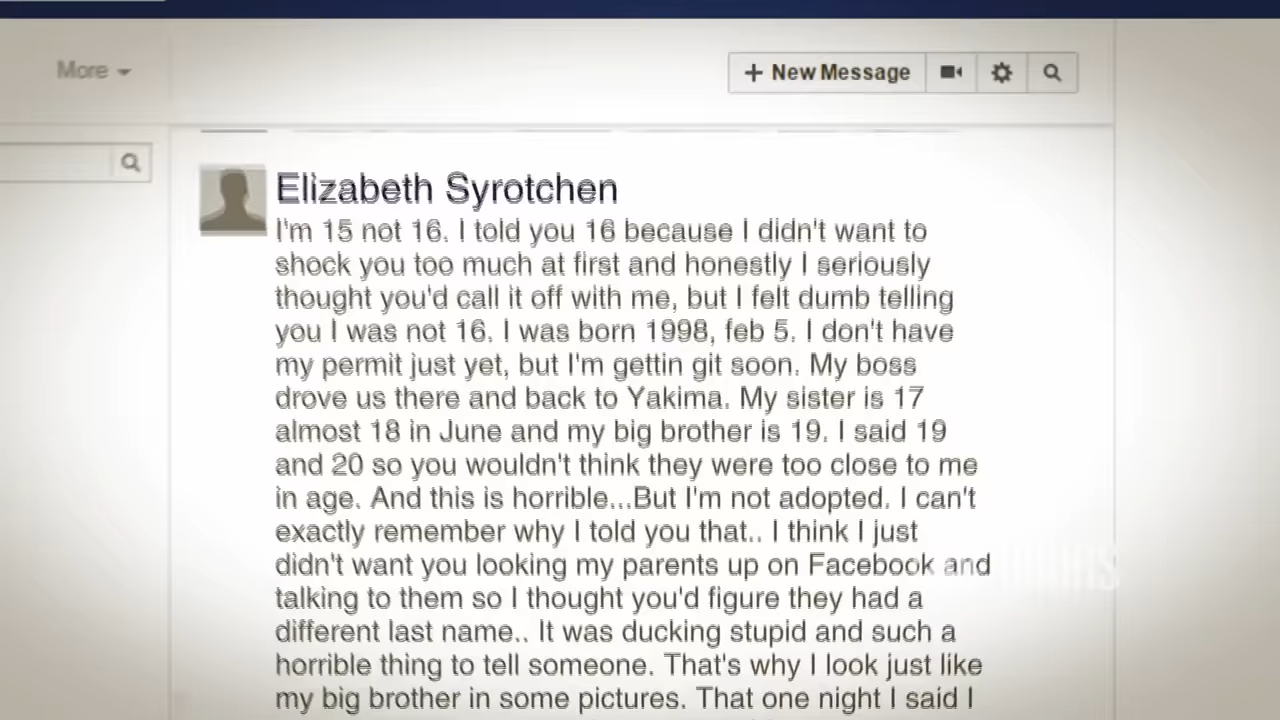 More
+ New Message
Elizabeth Syrotchen
I'm 15 not 16. I told you 16 because I didn't want to
shock you too much at first and honestly I seriously
thought you'd call it off with me, but I felt dumb telling
you I was not 16. I was born 1998, feb 5. I don't have
my permit just yet, but I'm gettin git soon. My boss
drove us there and back to Yakima. My sister is 17
almost 18 in June and my big brother is 19. I said 19
and 20 so you wouldn't think they were too close to me
in age. And this is horrible...But I'm not adopted. I can't
exactly remember why I told you that.. I think I just
didn't want you looking my parents up on Facebook and
talking to them so I thought you'd figure they had a
different last name.. It was ducking stupid and such a
horrible thing to tell someone. That's why I look just like
my big brother in some pictures. That one night I said I